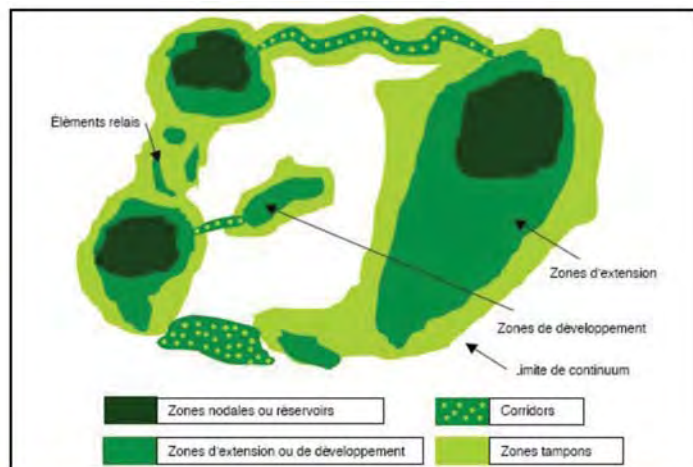 Éléments relais
Zones d'extension
Zones de développement
Limite de continuum
Zones nodales ou réservoirs
Corridors
Zones d'extension ou de développement
Zones tampons